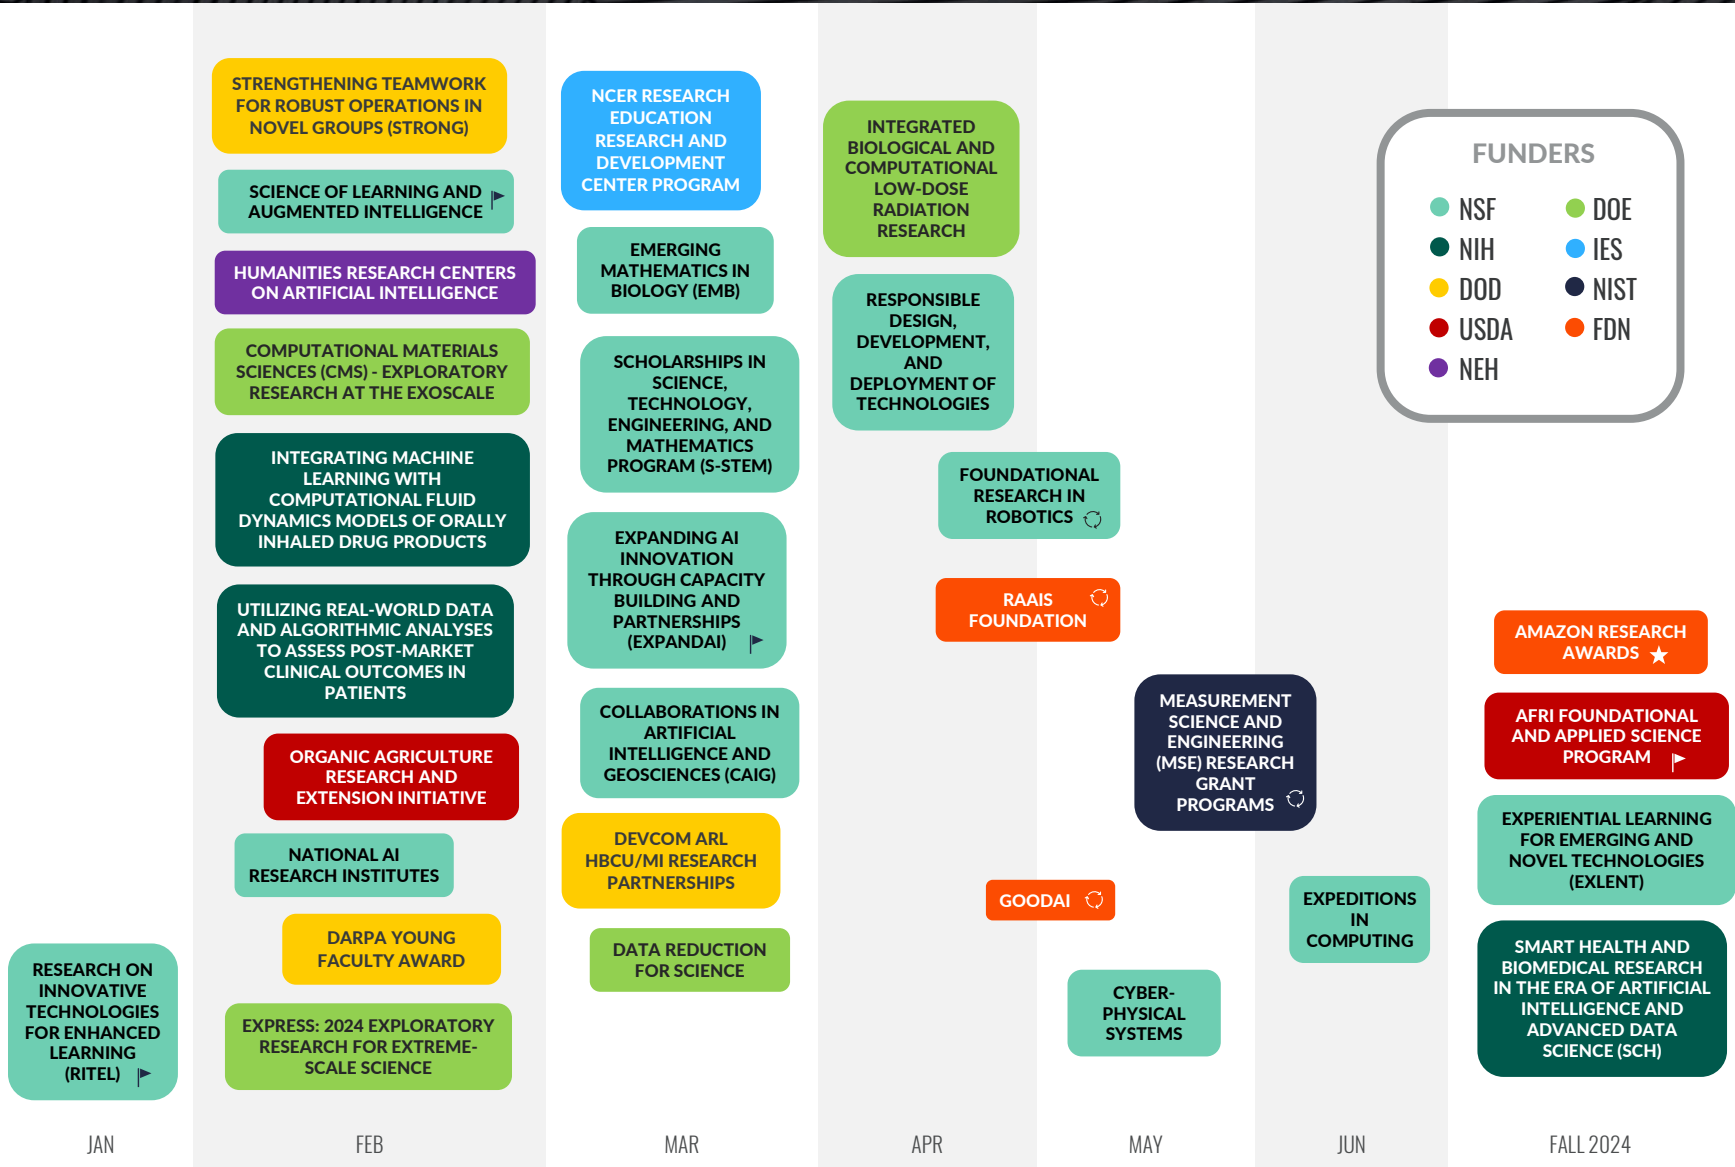 STRENGTHENING TEAMWORK
FOR ROBUST OPERATIONS IN
NOVEL GROUPS (STRONG)
SCIENCE OF LEARNING AND
AUGMENTED INTELLIGENCE
HUMANITIES RESEARCH CENTERS
ON ARTIFICIAL INTELLIGENCE
COMPUTATIONAL MATERIALS
SCIENCES (CMS) - EXPLORATORY
RESEARCH AT THE EXOSCALE
INTEGRATING MACHINE
LEARNING WITH
COMPUTATIONAL FLUID
DYNAMICS MODELS OF ORALLY
INHALED DRUG PRODUCTS
UTILIZING REAL-WORLD DATA
AND ALGORITHMIC ANALYSES
TO ASSESS POST-MARKET
CLINICAL OUTCOMES IN
PATIENTS
ORGANIC AGRICULTURE
RESEARCH AND
EXTENSION INITIATIVE
NATIONAL AI
RESEARCH INSTITUTES
DARPA YOUNG
FACULTY AWARD
EXPRESS: 2024 EXPLORATORY
RESEARCH FOR EXTREME-
SCALE SCIENCE
RESEARCH ON
INNOVATIVE
TECHNOLOGIES
FOR ENHANCED
LEARNING
(RITEL)
NCER RESEARCH
EDUCATION
RESEARCH AND
DEVELOPMENT
CENTER PROGRAM
EMERGING
MATHEMATICS IN
BIOLOGY (EMB)
SCHOLARSHIPS IN
SCIENCE,
TECHNOLOGY,
ENGINEERING, AND
MATHEMATICS
PROGRAM (S-STEM)
EXPANDING AI
INNOVATION
THROUGH CAPACITY
BUILDING AND
PARTNERSHIPS
(EXPANDAI)
COLLABORATIONS IN
ARTIFICIAL
INTELLIGENCE AND
GEOSCIENCES (CAIG)
DEVCOM ARL
HBCU/MI RESEARCH
PARTNERSHIPS
DATA REDUCTION
FOR SCIENCE
INTEGRATED
BIOLOGICAL AND
COMPUTATIONAL
LOW-DOSE
RADIATION
RESEARCH
RESPONSIBLE
DESIGN,
DEVELOPMENT,
AND
DEPLOYMENT OF
TECHNOLOGIES
FOUNDATIONAL
RESEARCH IN
ROBOTICS
RAAIS
FOUNDATION
MEASUREMENT
SCIENCE AND
ENGINEERING
(MSE) RESEARCH
GRANT
PROGRAMS
GOODAI
CYBER-
PHYSICAL
SYSTEMS
EXPEDITIONS
IN
COMPUTING
FUNDERS
NSF
NIH
DOD
USDA
NEH
DOE
IES
NIST
FDN
AMAZON RESEARCH
AWARDS
AFRI FOUNDATIONAL
AND APPLIED SCIENCE
PROGRAM
EXPERIENTIAL LEARNING
FOR EMERGING AND
NOVEL TECHNOLOGIES
(EXLENT)
SMART HEALTH AND
BIOMEDICAL RESEARCH
IN THE ERA OF ARTIFICIAL
INTELLIGENCE AND
ADVANCED DATA
SCIENCE (SCH)
JAN
FEB
MAR
APR
MAY
JUN
FALL 2024